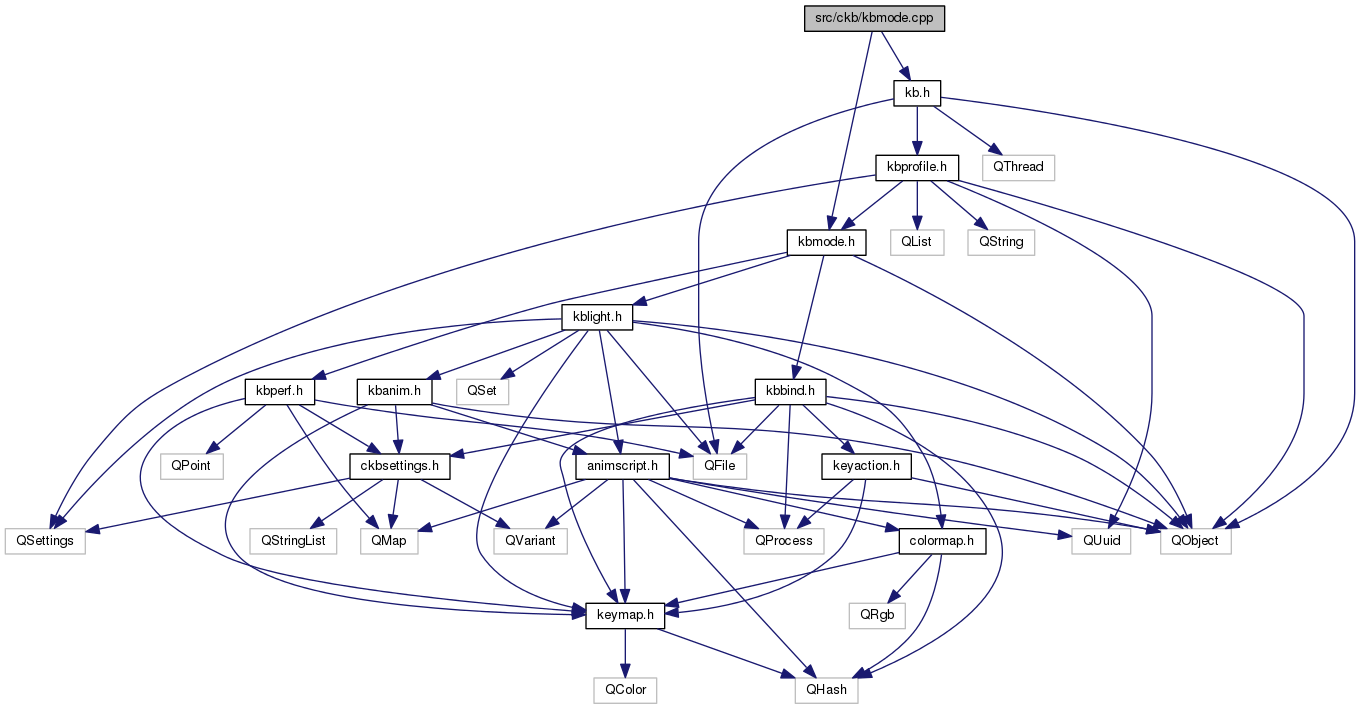 src/ckb/kbmode.cpp
kb.h
kbprofile.h
QThread
kbmode.h
QList
QString
kblight.h
kbperf.h
kbanim.h
QSet
kbbind.h
QPoint
ckbsettings.h
animscript.h
QFile
keyaction.h
QSettings
QStringList
QMap
QVariant
QProcess
colormap.h
QUuid
QObject
keymap.h
QRgb
QColor
QHash